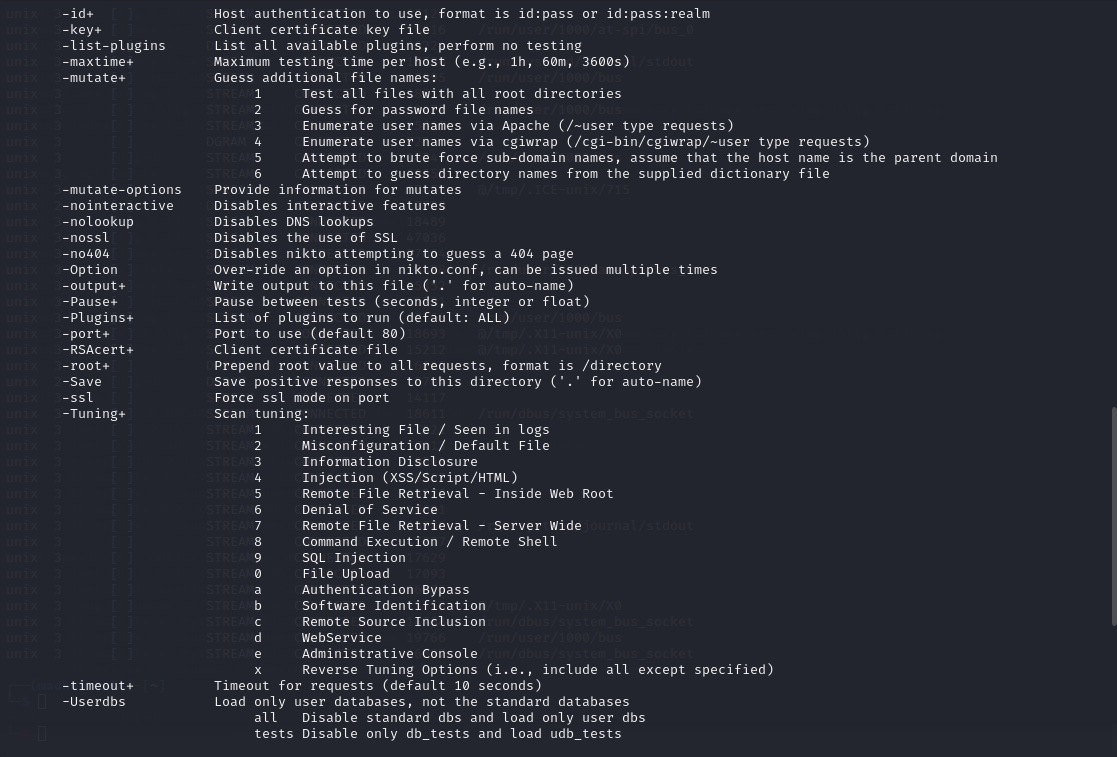 -id+ Host authentication to use, format is id:pass or id:pass:realm
-key+ Client certificate key file
-list-plugins List all available plugins, perform no testing
-maxtime+ Maximum testing time per host (e.g., 1h, 60m, 3600s)
-mutate+ Guess additional file names:
1 Test all files with all root directories
2 Guess for password file names
3 Enumerate user names via Apache (/~user type requests)
4 Enumerate user names via cgiwrap (/cgi-bin/cgiwrap/~user type requests)
5 Attempt to brute force sub-domain names, assume that the host name is the parent domain
6 Attempt to guess directory names from the supplied dictionary file
-mutate-options Provide information for mutates
-nointeractive Disables interactive features
-nolookup Disables DNS lookups
-nossl Disables the use of SSL
-no404 Disables nikto attempting to guess a 404 page
-Option Over-ride an option in nikto.conf, can be issued multiple times
-output+ Write output to this file ('.' for auto-name)
-Pause+ Pause between tests (seconds, integer or float)
-Plugins+ List of plugins to run (default: ALL)
-port+ Port to use (default 80)
-RSAcert+ Client certificate file
-root+ Prepend root value to all requests, format is /directory
-Save Save positive responses to this directory ('.' for auto-name)
-ssl Force ssl mode on port
-Tuning+ Scan tuning:
1 Interesting File / Seen in logs
2 Misconfiguration / Default File
3 Information Disclosure
4 Injection (XSS/Script/HTML)
5 Remote File Retrieval - Inside Web Root
6 Denial of Service
7 Remote File Retrieval - Server Wide
8 Command Execution / Remote Shell
9 SQL Injection
0 File Upload
a Authentication Bypass
b Software Identification
c Remote Source Inclusion
d WebService
e Administrative Console
x Reverse Tuning Options (i.e., include all except specified)
-timeout+ Timeout for requests (default 10 seconds)
-Userdbs Load only user databases, not the standard databases
all Disable standard dbs and load only user dbs
tests Disable only db_tests and load udb_tests